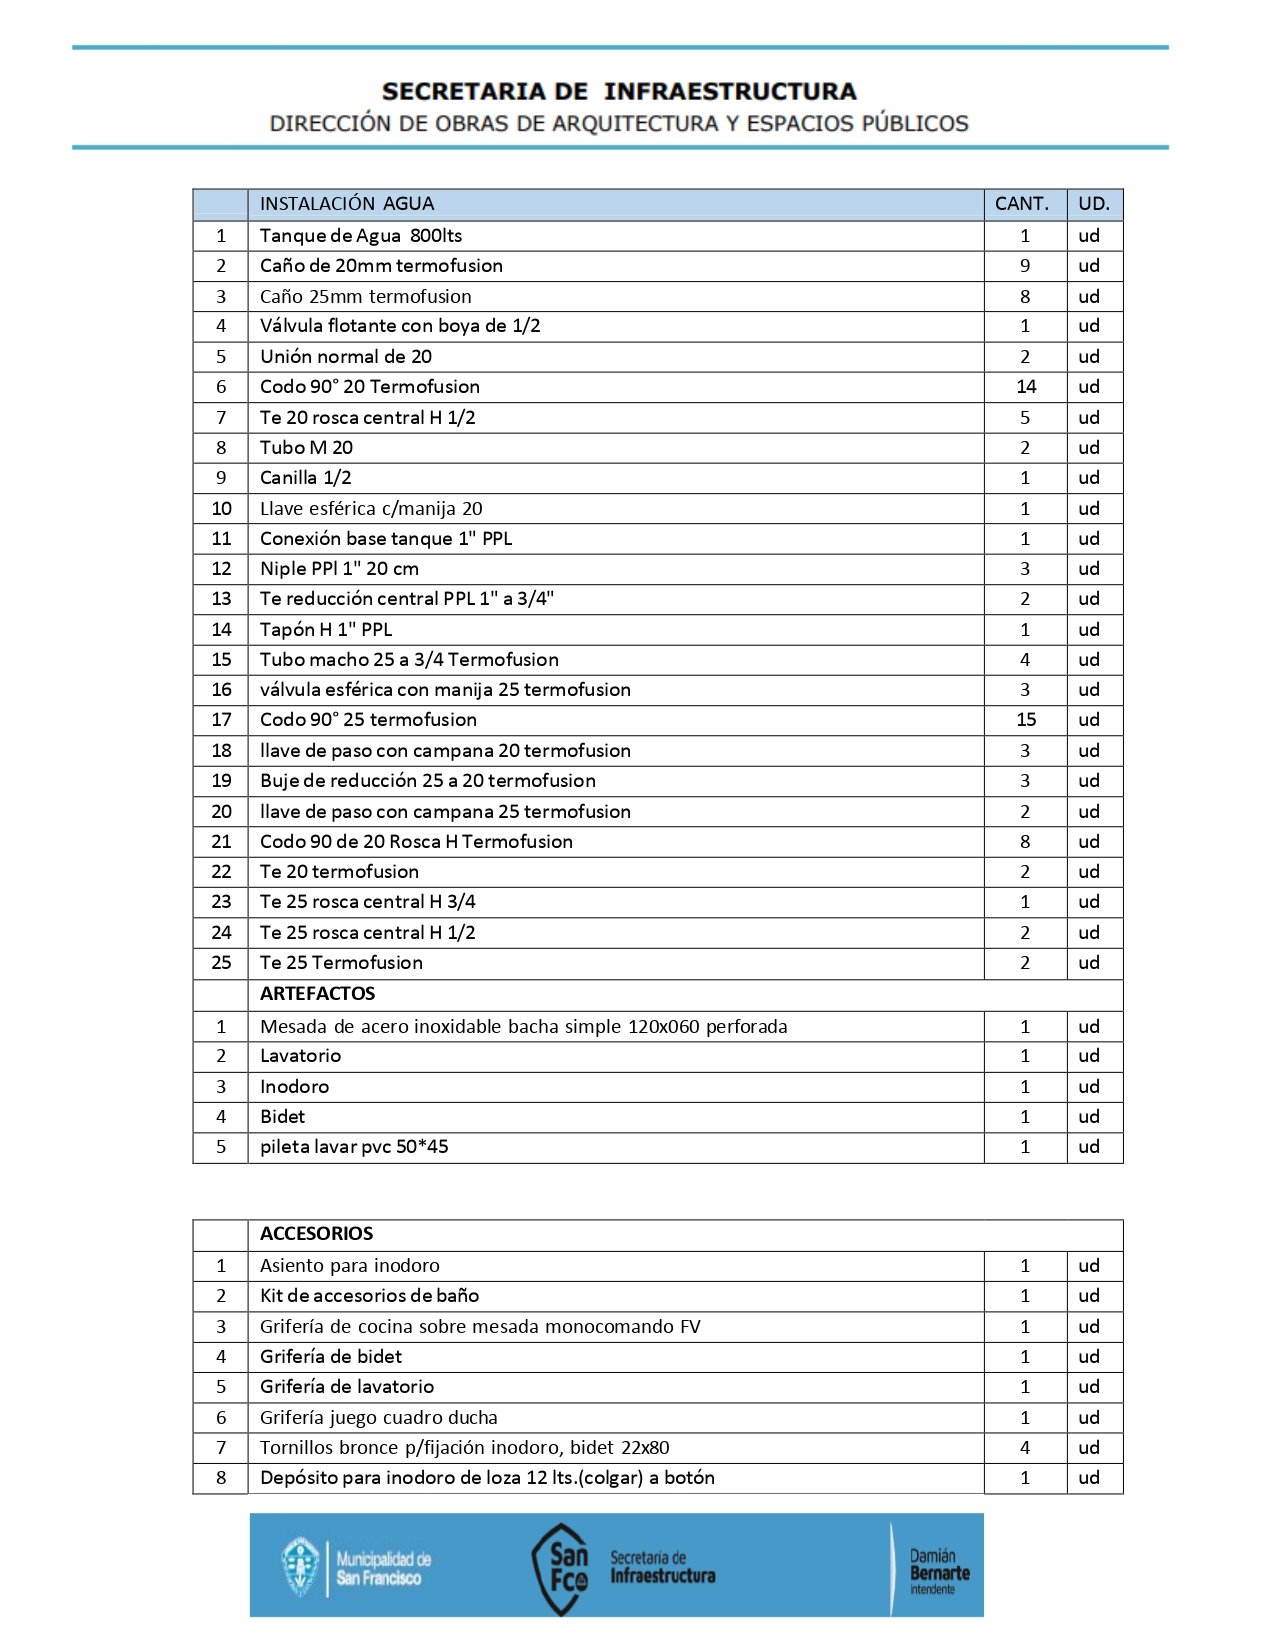 SECRETARIA DE INFRAESTRUCTURA
DIRECCIÓN DE OBRAS DE ARQUITECTURA Y ESPACIOS PÚBLICOS
INSTALACIÓN AGUA CANT. UD.
1 Tanque de Agua 800lts 1 ud
2 Caño de 20mm termofusion 9 ud
3 Caño 25mm termofusion 8 ud
4 Válvula flotante con boya de 1/2 1 ud
5 Unión normal de 20 2 ud
6 Codo 90° 20 Termofusion 14 ud
7 Te 20 rosca central H 1/2 5 ud
8 Tubo M 20 2 ud
9 Canilla 1/2 1 ud
10 Llave esférica c/manija 20 1 ud
11 Conexión base tanque 1" PPL 1 ud
12 Niple PPl 1" 20 cm 3 ud
13 Te reducción central PPL 1" a 3/4" 2 ud
14 Tapón H 1" PPL 1 ud
15 Tubo macho 25 a 3/4 Termofusion 4 ud
16 válvula esférica con manija 25 termofusion 3 ud
17 Codo 90° 25 termofusion 15 ud
18 llave de paso con campana 20 termofusion 3 ud
19 Buje de reducción 25 a 20 termofusion 3 ud
20 llave de paso con campana 25 termofusion 2 ud
21 Codo 90 de 20 Rosca H Termofusion 8 ud
22 Te 20 termofusion 2 ud
23 Te 25 rosca central H 3/4 1 ud
24 Te 25 rosca central H 1/2 2 ud
25 Te 25 Termofusion 2 ud
ARTEFACTOS
1 Mesada de acero inoxidable bacha simple 120x060 perforada 1 ud
2 Lavatorio 1 ud
3 Inodoro 1 ud
4 Bidet 1 ud
5 pileta lavar pvc 50*45 1 ud
ACCESORIOS
1 Asiento para inodoro 1 ud
2 Kit de accesorios de baño 1 ud
3 Grifería de cocina sobre mesada monocomando FV 1 ud
4 Grifería de bidet 1 ud
5 Grifería de lavatorio 1 ud
6 Grifería juego cuadro ducha 1 ud
7 Tornillos bronce p/fijación inodoro, bidet 22x80 4 ud
8 Depósito para inodoro de loza 12 lts.(colgar) a botón 1 ud
Municipalidad de
San Francisco
San
Fco
Secretaría de
Infraestructura
Damián
Bernarte
intendente